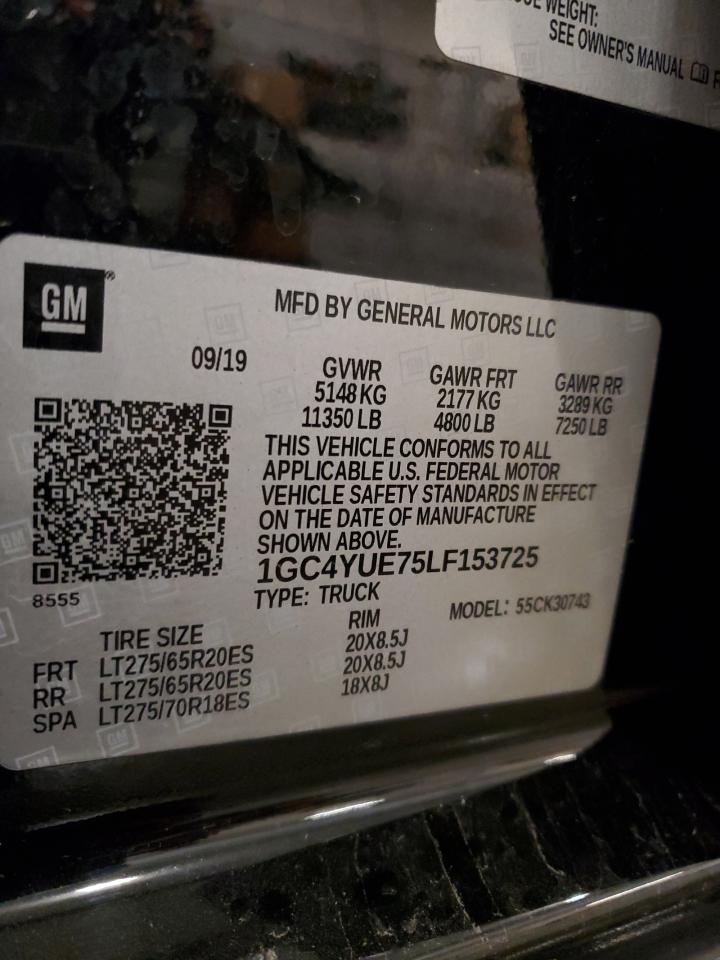 WEIGHT:
SEE OWNER'S MANUAL
GM®
MFD BY GENERAL MOTORS LLC
09/19
GVWR GAWR FRT GAWR RR
5148 KG 2177 KG 3289 KG
11350 LB 4800 LB 7250 LB
THIS VEHICLE CONFORMS TO ALL
APPLICABLE U.S. FEDERAL MOTOR
VEHICLE SAFETY STANDARDS IN EFFECT
ON THE DATE OF MANUFACTURE
SHOWN ABOVE.
1GC4YUE75LF153725
8555
TYPE: TRUCK MODEL: 55CK30743
TIRE SIZE RIM
FRT LT275/65R20ES 20X8.5J
RR LT275/65R20ES 20X8.5J
SPA LT275/70R18ES 18X8J